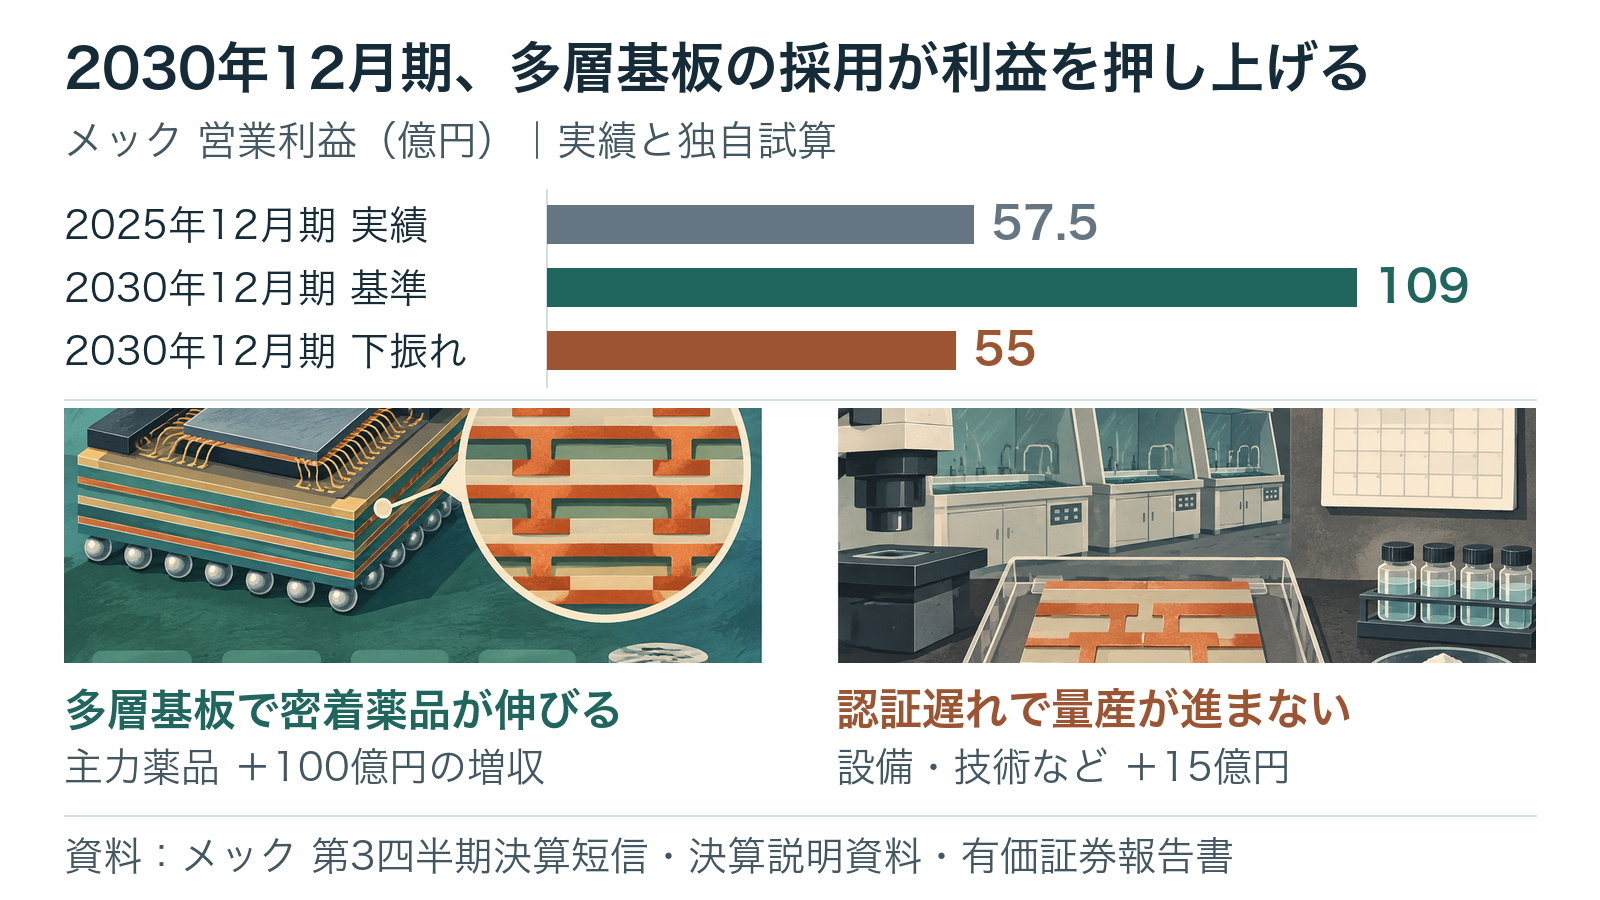 2030年12月期、多層基板の採用が利益を押し上げる
メック 営業利益（億円）｜実績と独自試算
2025年12月期 実績 57.5
2030年12月期 基準 109
2030年12月期 下振れ 55
多層基板で密着薬品が伸びる
主力薬品 +100億円の増収
認証遅れで量産が進まない
設備・技術など +15億円
資料：メック 第3四半期決算短信・決算説明資料・有価証券報告書